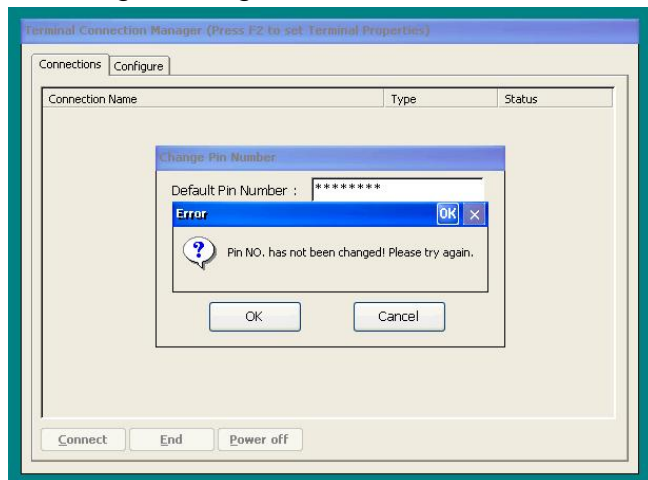 Terminal Connection Manager (Press F2 to set Terminal Properties)
Connections Configure
Connection Name Type Status
Change Pin Number
Default Pin Number : ********
Error OK
Pin NO. has not been changed! Please try again.
OK Cancel
Connect End Power off